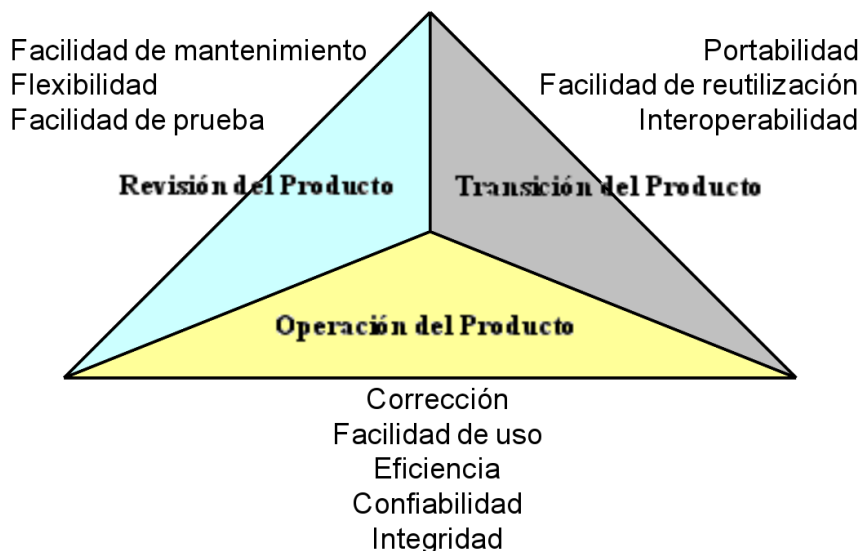 Facilidad de mantenimiento
Flexibilidad
Facilidad de prueba
Portabilidad
Facilidad de reutilización
Interoperabilidad
Revisión del Producto
Transición del Producto
Operación del Producto
Corrección
Facilidad de uso
Eficiencia
Confiabilidad
Integridad